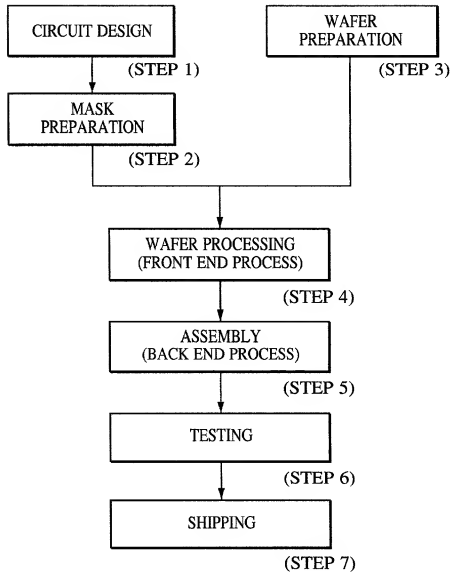 CIRCUIT DESIGN
(STEP 1)
WAFER
PREPARATION
(STEP 3)
MASK
PREPARATION
(STEP 2)
WAFER PROCESSING
(FRONT END PROCESS)
(STEP 4)
ASSEMBLY
(BACK END PROCESS)
(STEP 5)
TESTING
(STEP 6)
SHIPPING
(STEP 7)